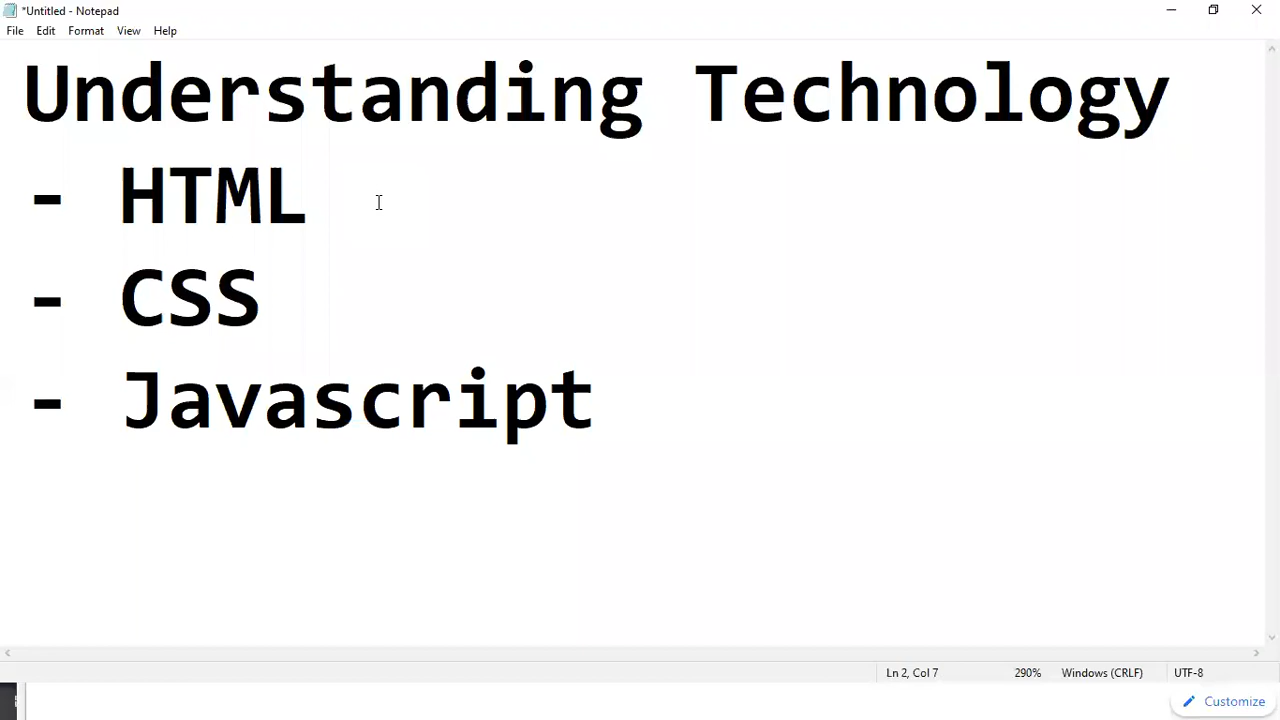 *Untitled - Notepad
File Edit Format View Help
Understanding Technology
- HTML
- CSS
- Javascript
Ln 2, Col 7 290% Windows (CRLF) UTF-8
Customize